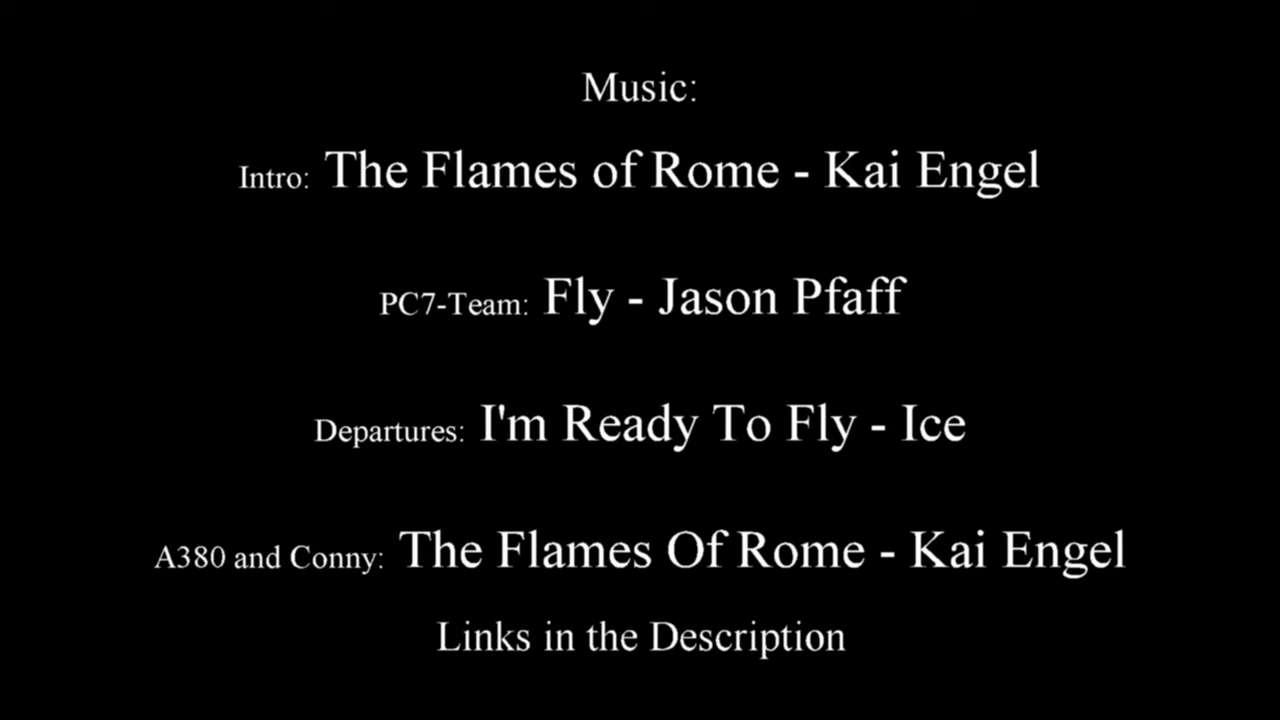 Music:
Intro: The Flames of Rome - Kai Engel
PC7-Team: Fly - Jason Pfaff
Departures: I'm Ready To Fly - Ice
A380 and Conny: The Flames Of Rome - Kai Engel
Links in the Description